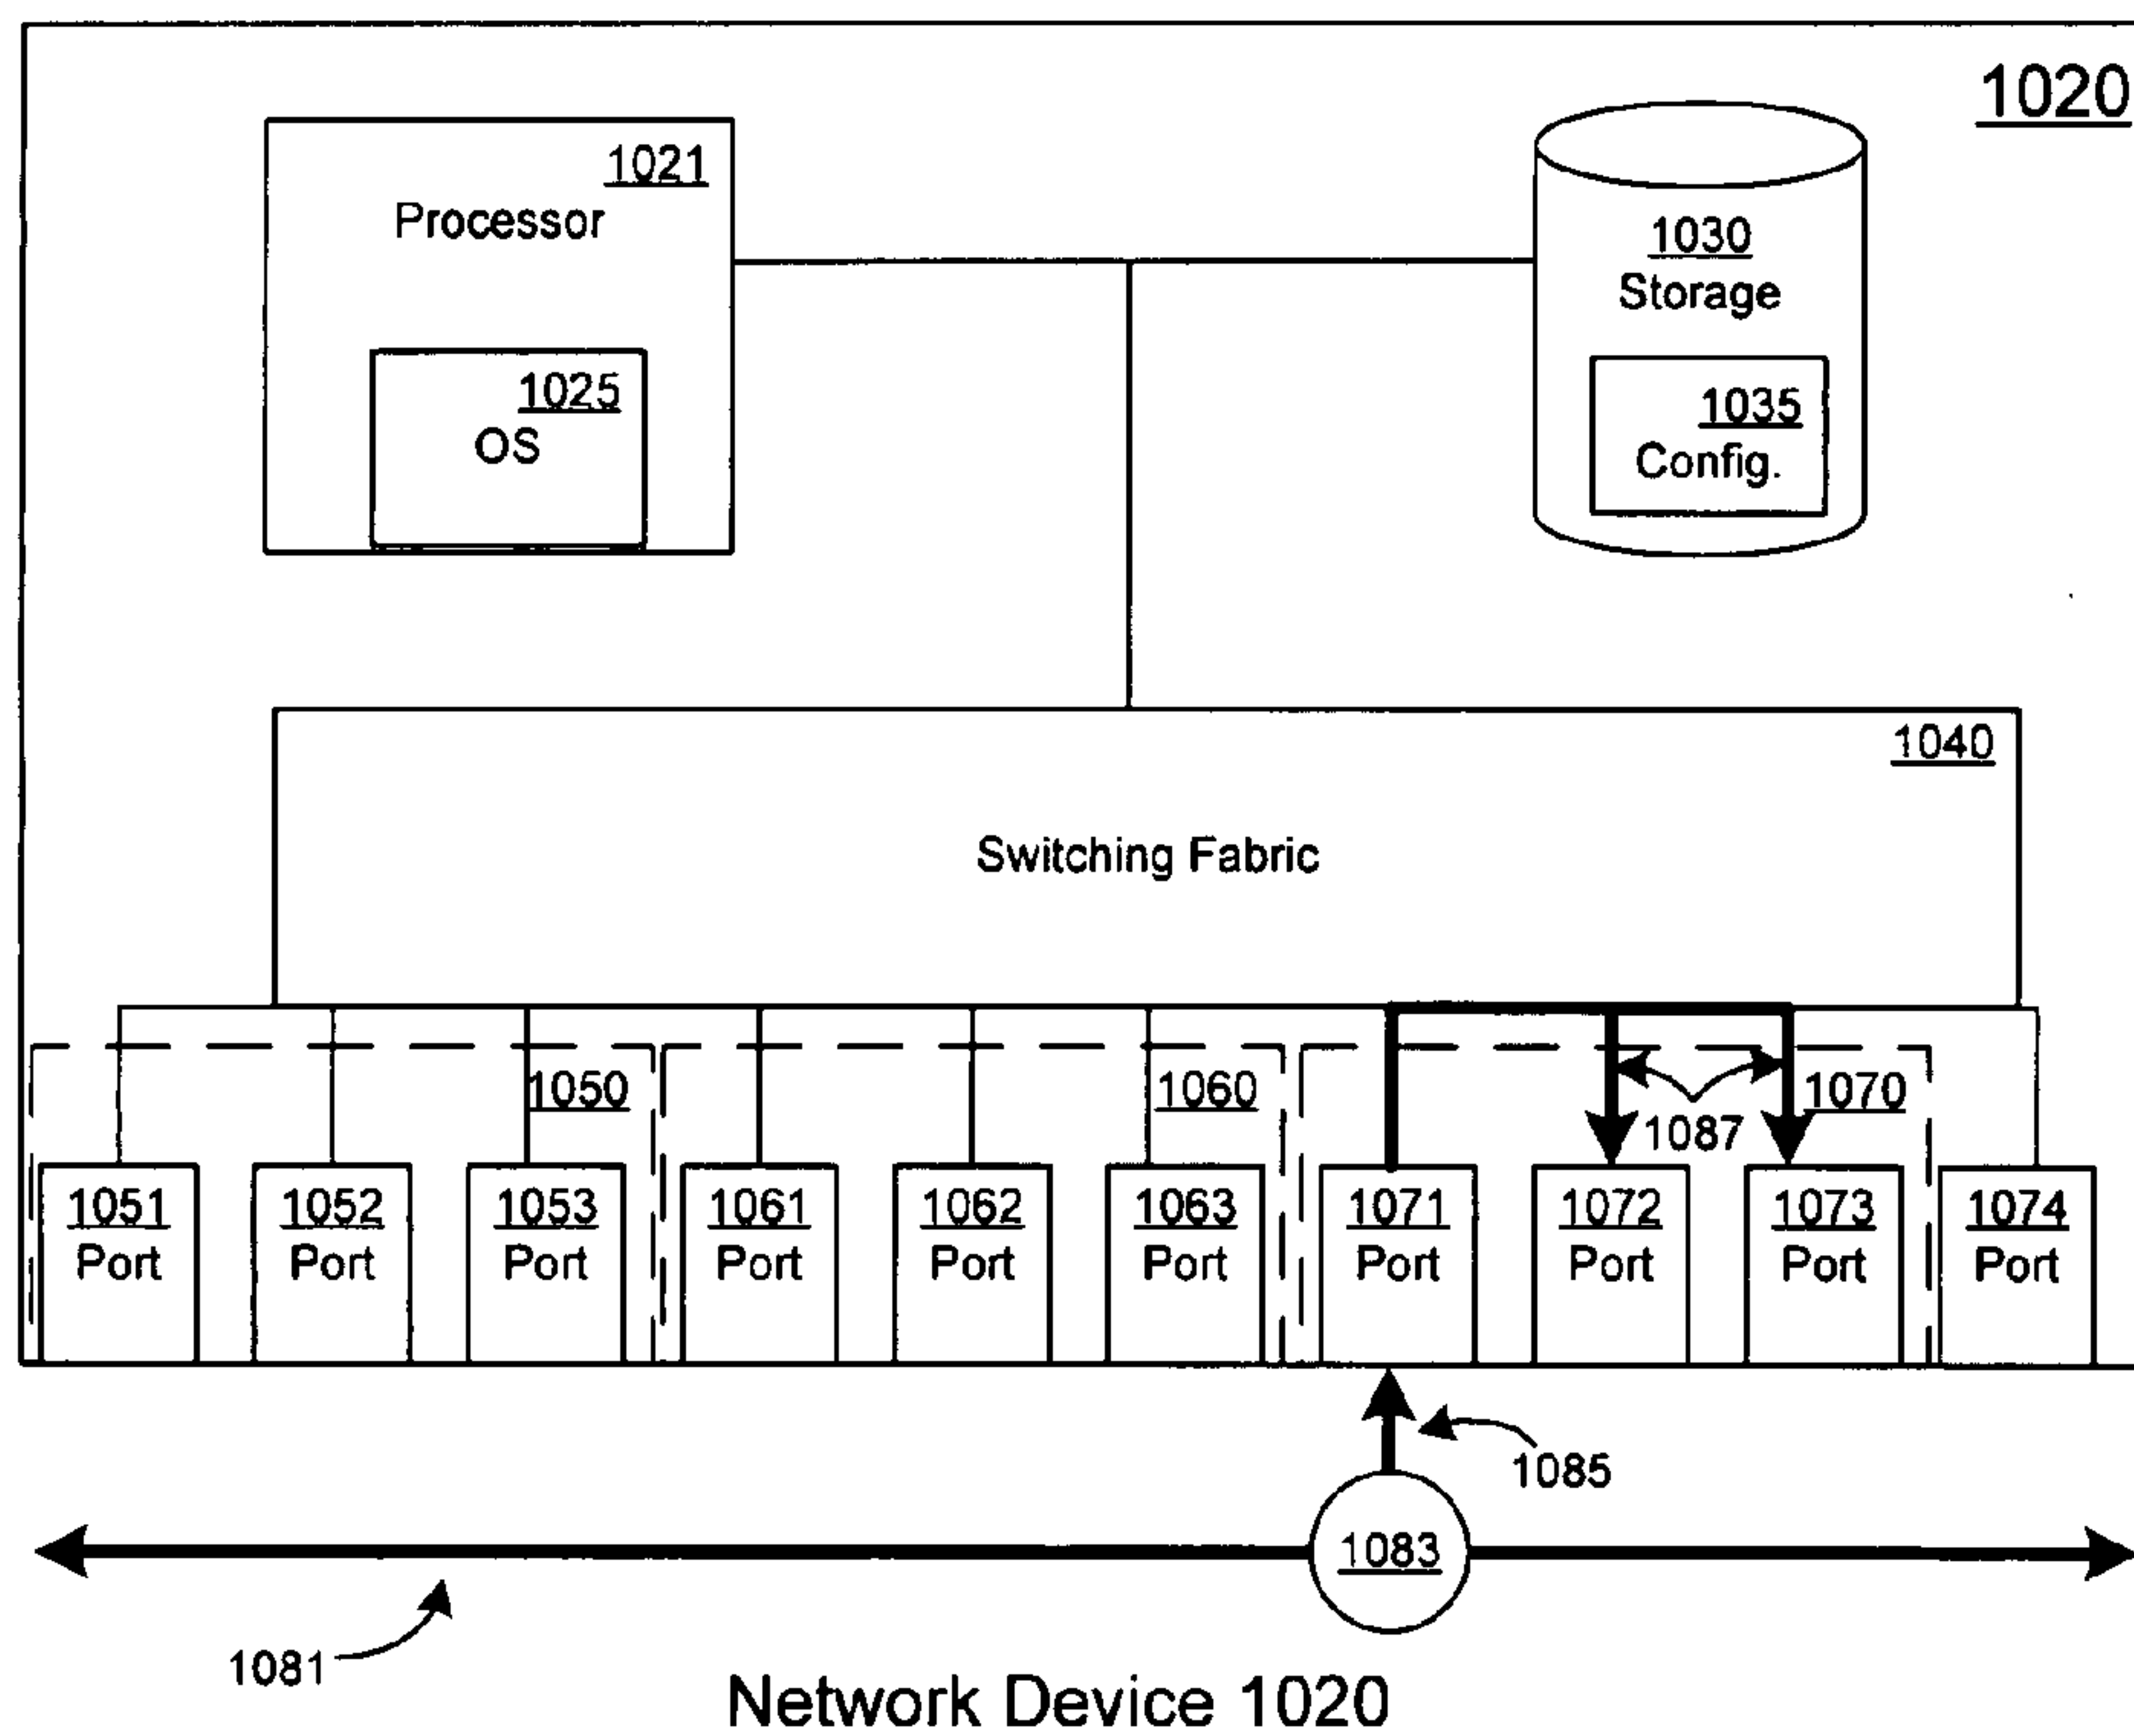 1020
1021
Processor
1025
OS
1030
Storage
1035
Config.
1040
Switching Fabric
1050
1060
1070
1087
1051
Port
1052
Port
1053
Port
1061
Port
1062
Port
1063
Port
1071
Port
1072
Port
1073
Port
1074
Port
1085
1083
1081
Network Device 1020